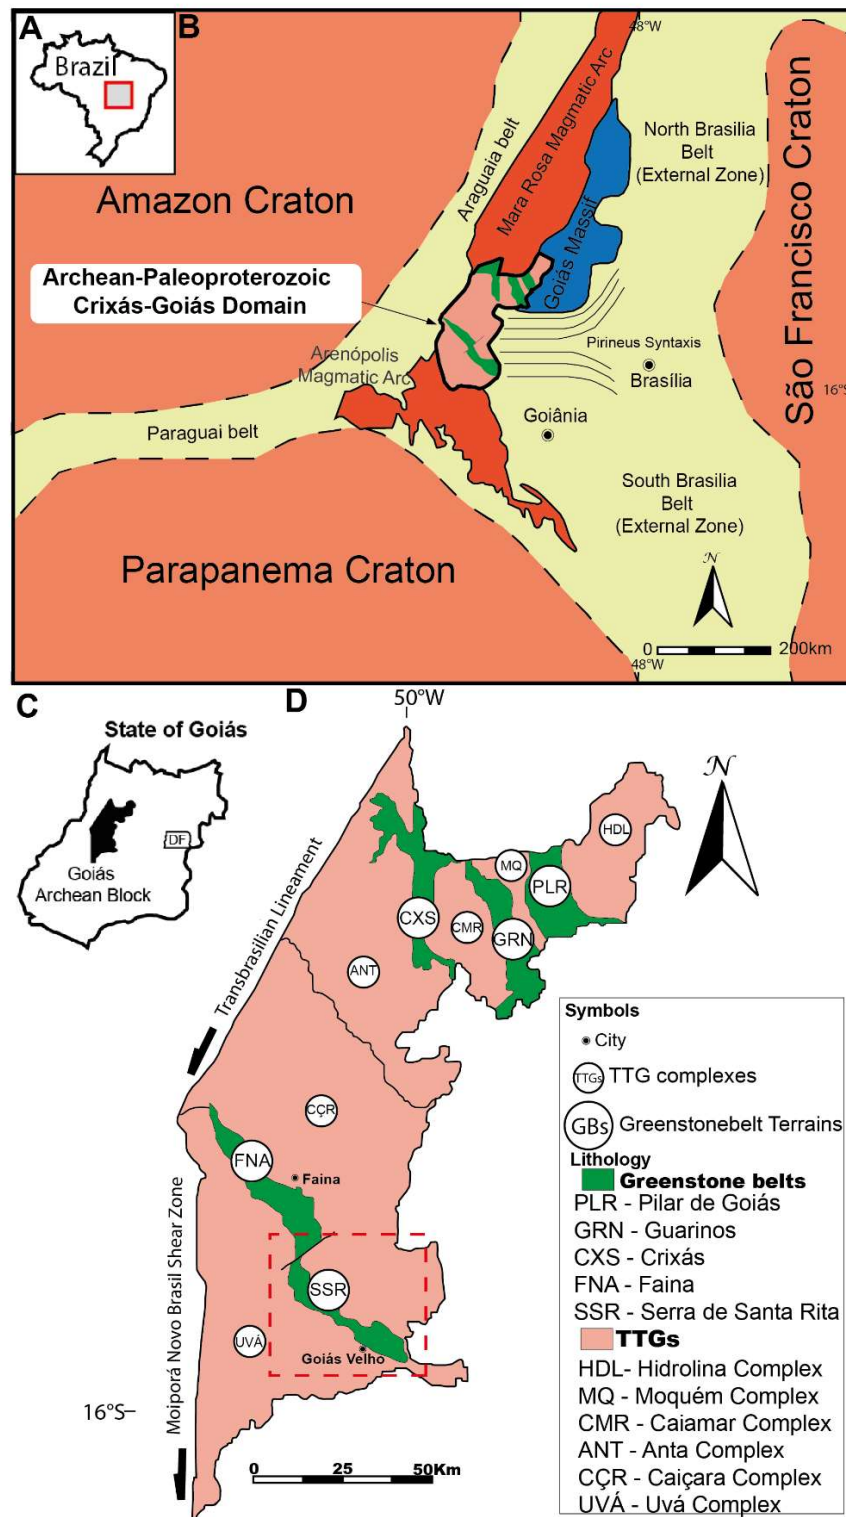 A
B
Brazil
48°W
Amazon Craton
Araguaia belt
Mara Rosa Magmatic Arc
Goiás Massif
North Brasilia
Belt
(External Zone)
São Francisco Craton
Archean-Paleoproterozoic
Crixás-Goiás Domain
Pirineus Syntaxis
Brasília
Arenópolis
Magmatic Arc
16°S
Goiânia
Paraguai belt
South Brasilia
Belt
(External Zone)
Parapanema Craton
N
0 200km
48°W
C
D
50°W
State of Goiás
DF
Goiás
Archean Block
N
HDL
MQ
PLR
CXS
CMR
GRN
ANT
Transbrasilian Lineament
CÇR
FNA
Faina
SSR
UVÁ
Goiás Velho
Moiporá Novo Brasil Shear Zone
16°S
0 25 50Km
Symbols
City
TTGs TTG complexes
GBs Greenstonebelt Terrains
Lithology
Greenstone belts
PLR - Pilar de Goiás
GRN - Guarinos
CXS - Crixás
FNA - Faina
SSR - Serra de Santa Rita
TTGs
HDL- Hidrolina Complex
MQ - Moquém Complex
CMR - Caiamar Complex
ANT - Anta Complex
CÇR - Caiçara Complex
UVÁ - Uvá Complex